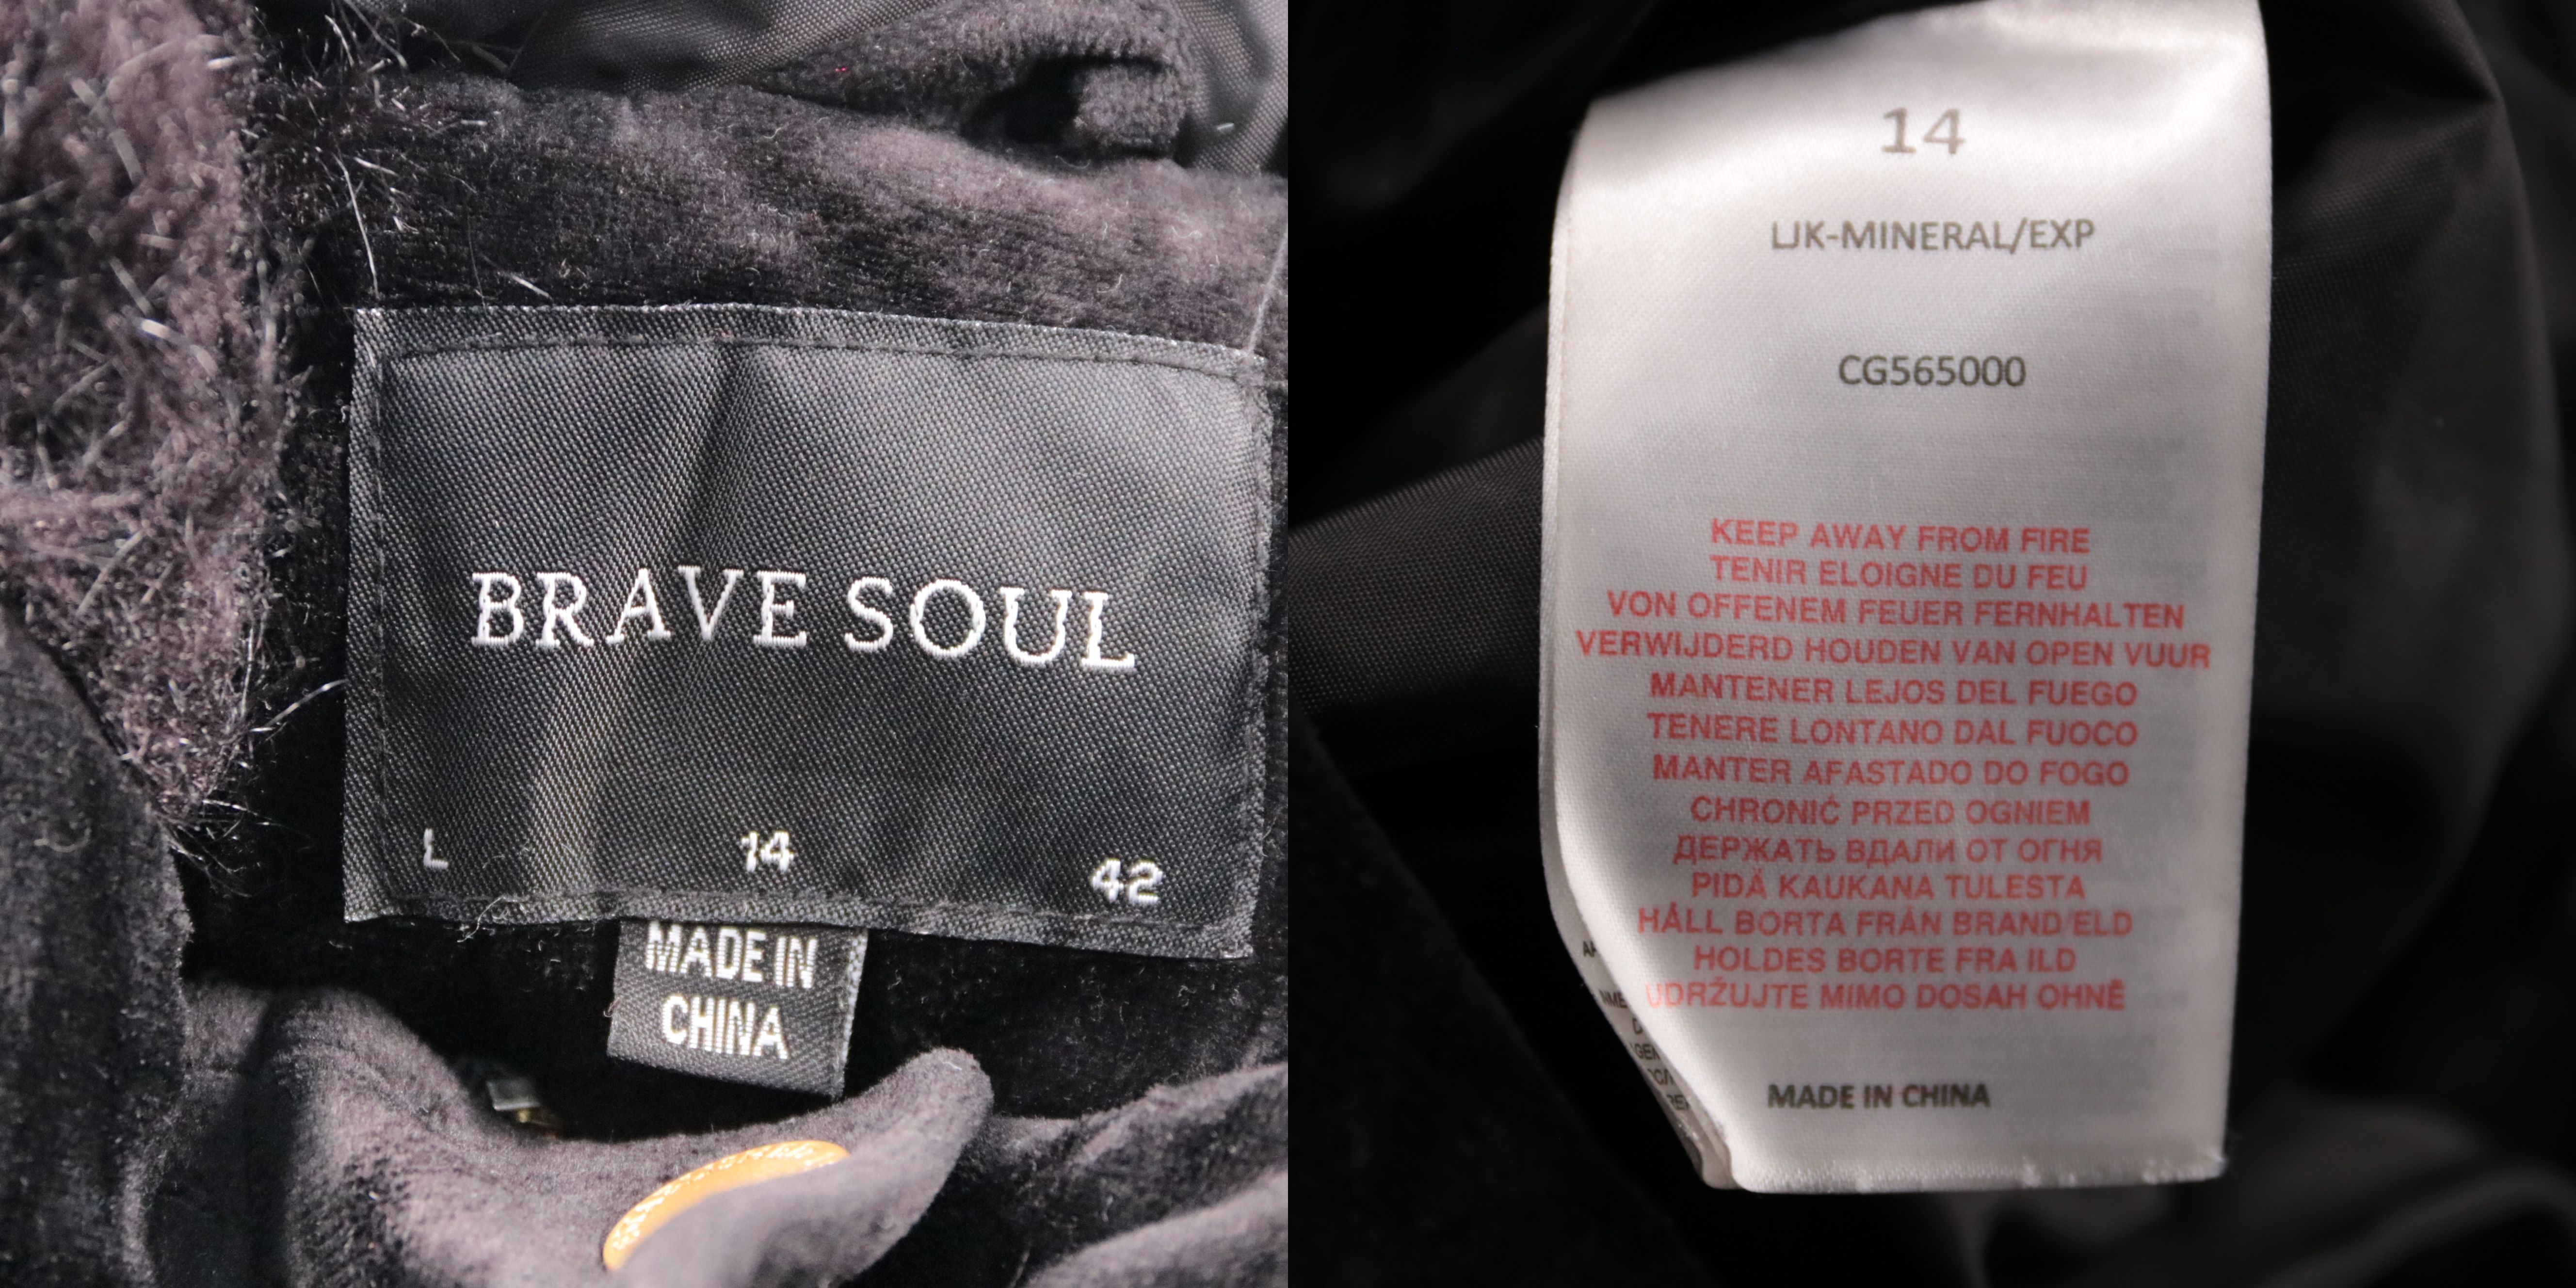 BRAVE SOUL
L 14 42
MADE IN
CHINA
14
LJK-MINERAL/EXP
CG565000
KEEP AWAY FROM FIRE
TENIR ELOIGNE DU FEU
VON OFFENEM FEUER FERNHALTEN
VERWIJDERD HOUDEN VAN OPEN VUUR
MANTENER LEJOS DEL FUEGO
TENERE LONTANO DAL FUOCO
MANTER AFASTADO DO FOGO
CHRONIĆ PRZED OGNIEM
ДЕРЖАТЬ ВДАЛИ ОТ ОГНЯ
PIDÄ KAUKANA TULESTA
HÅLL BORTA FRÅN BRAND/ELD
HOLDES BORTE FRA ILD
UDRŽUJTE MIMO DOSAH OHNĚ
MADE IN CHINA